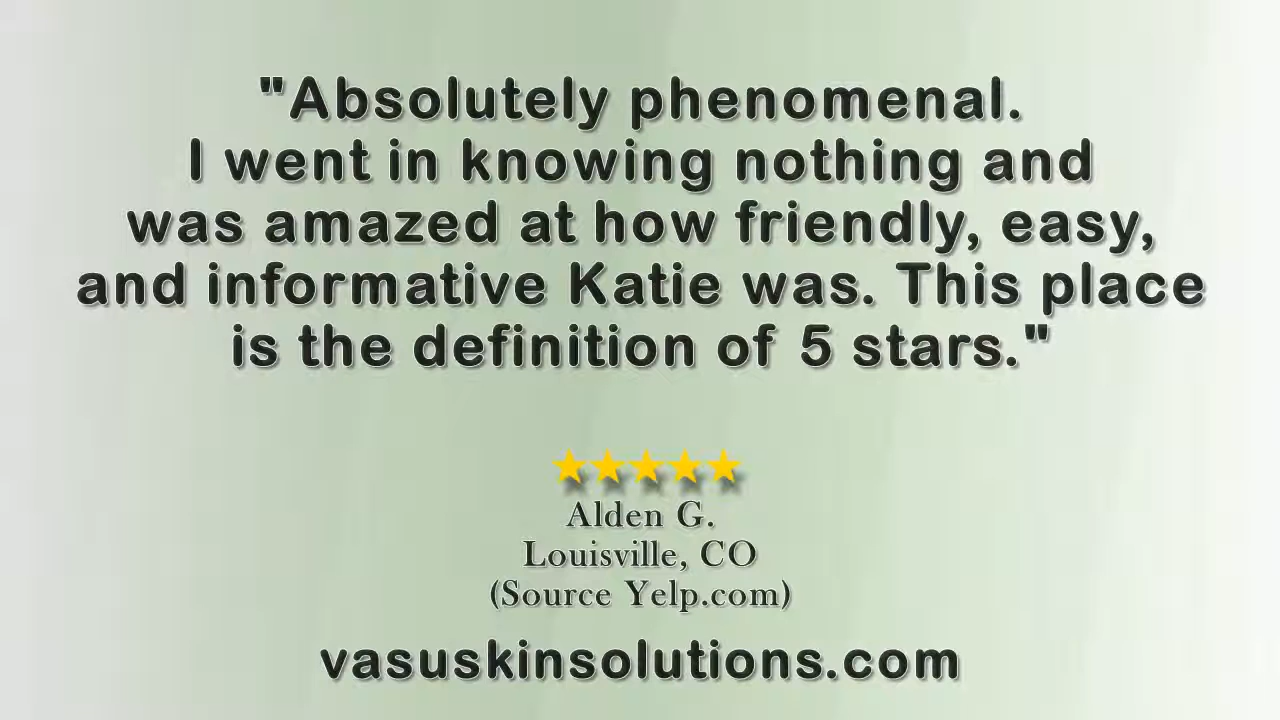 "Absolutely phenomenal.
I went in knowing nothing and
was amazed at how friendly, easy,
and informative Katie was. This place
is the definition of 5 stars."
★★★★★
Alden G.
Louisville, CO
(Source Yelp.com)
vasuskinsolutions.com